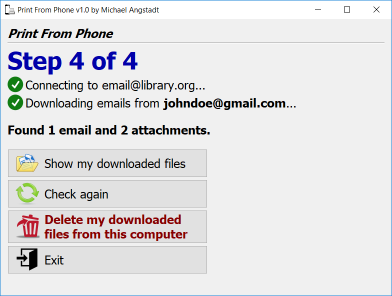 Print From Phone v1.0 by Michael Angstadt
Print From Phone
Step 4 of 4
Connecting to email@library.org...
Downloading emails from johndoe@gmail.com...
Found 1 email and 2 attachments.
Show my downloaded files
Check again
Delete my downloaded
files from this computer
Exit